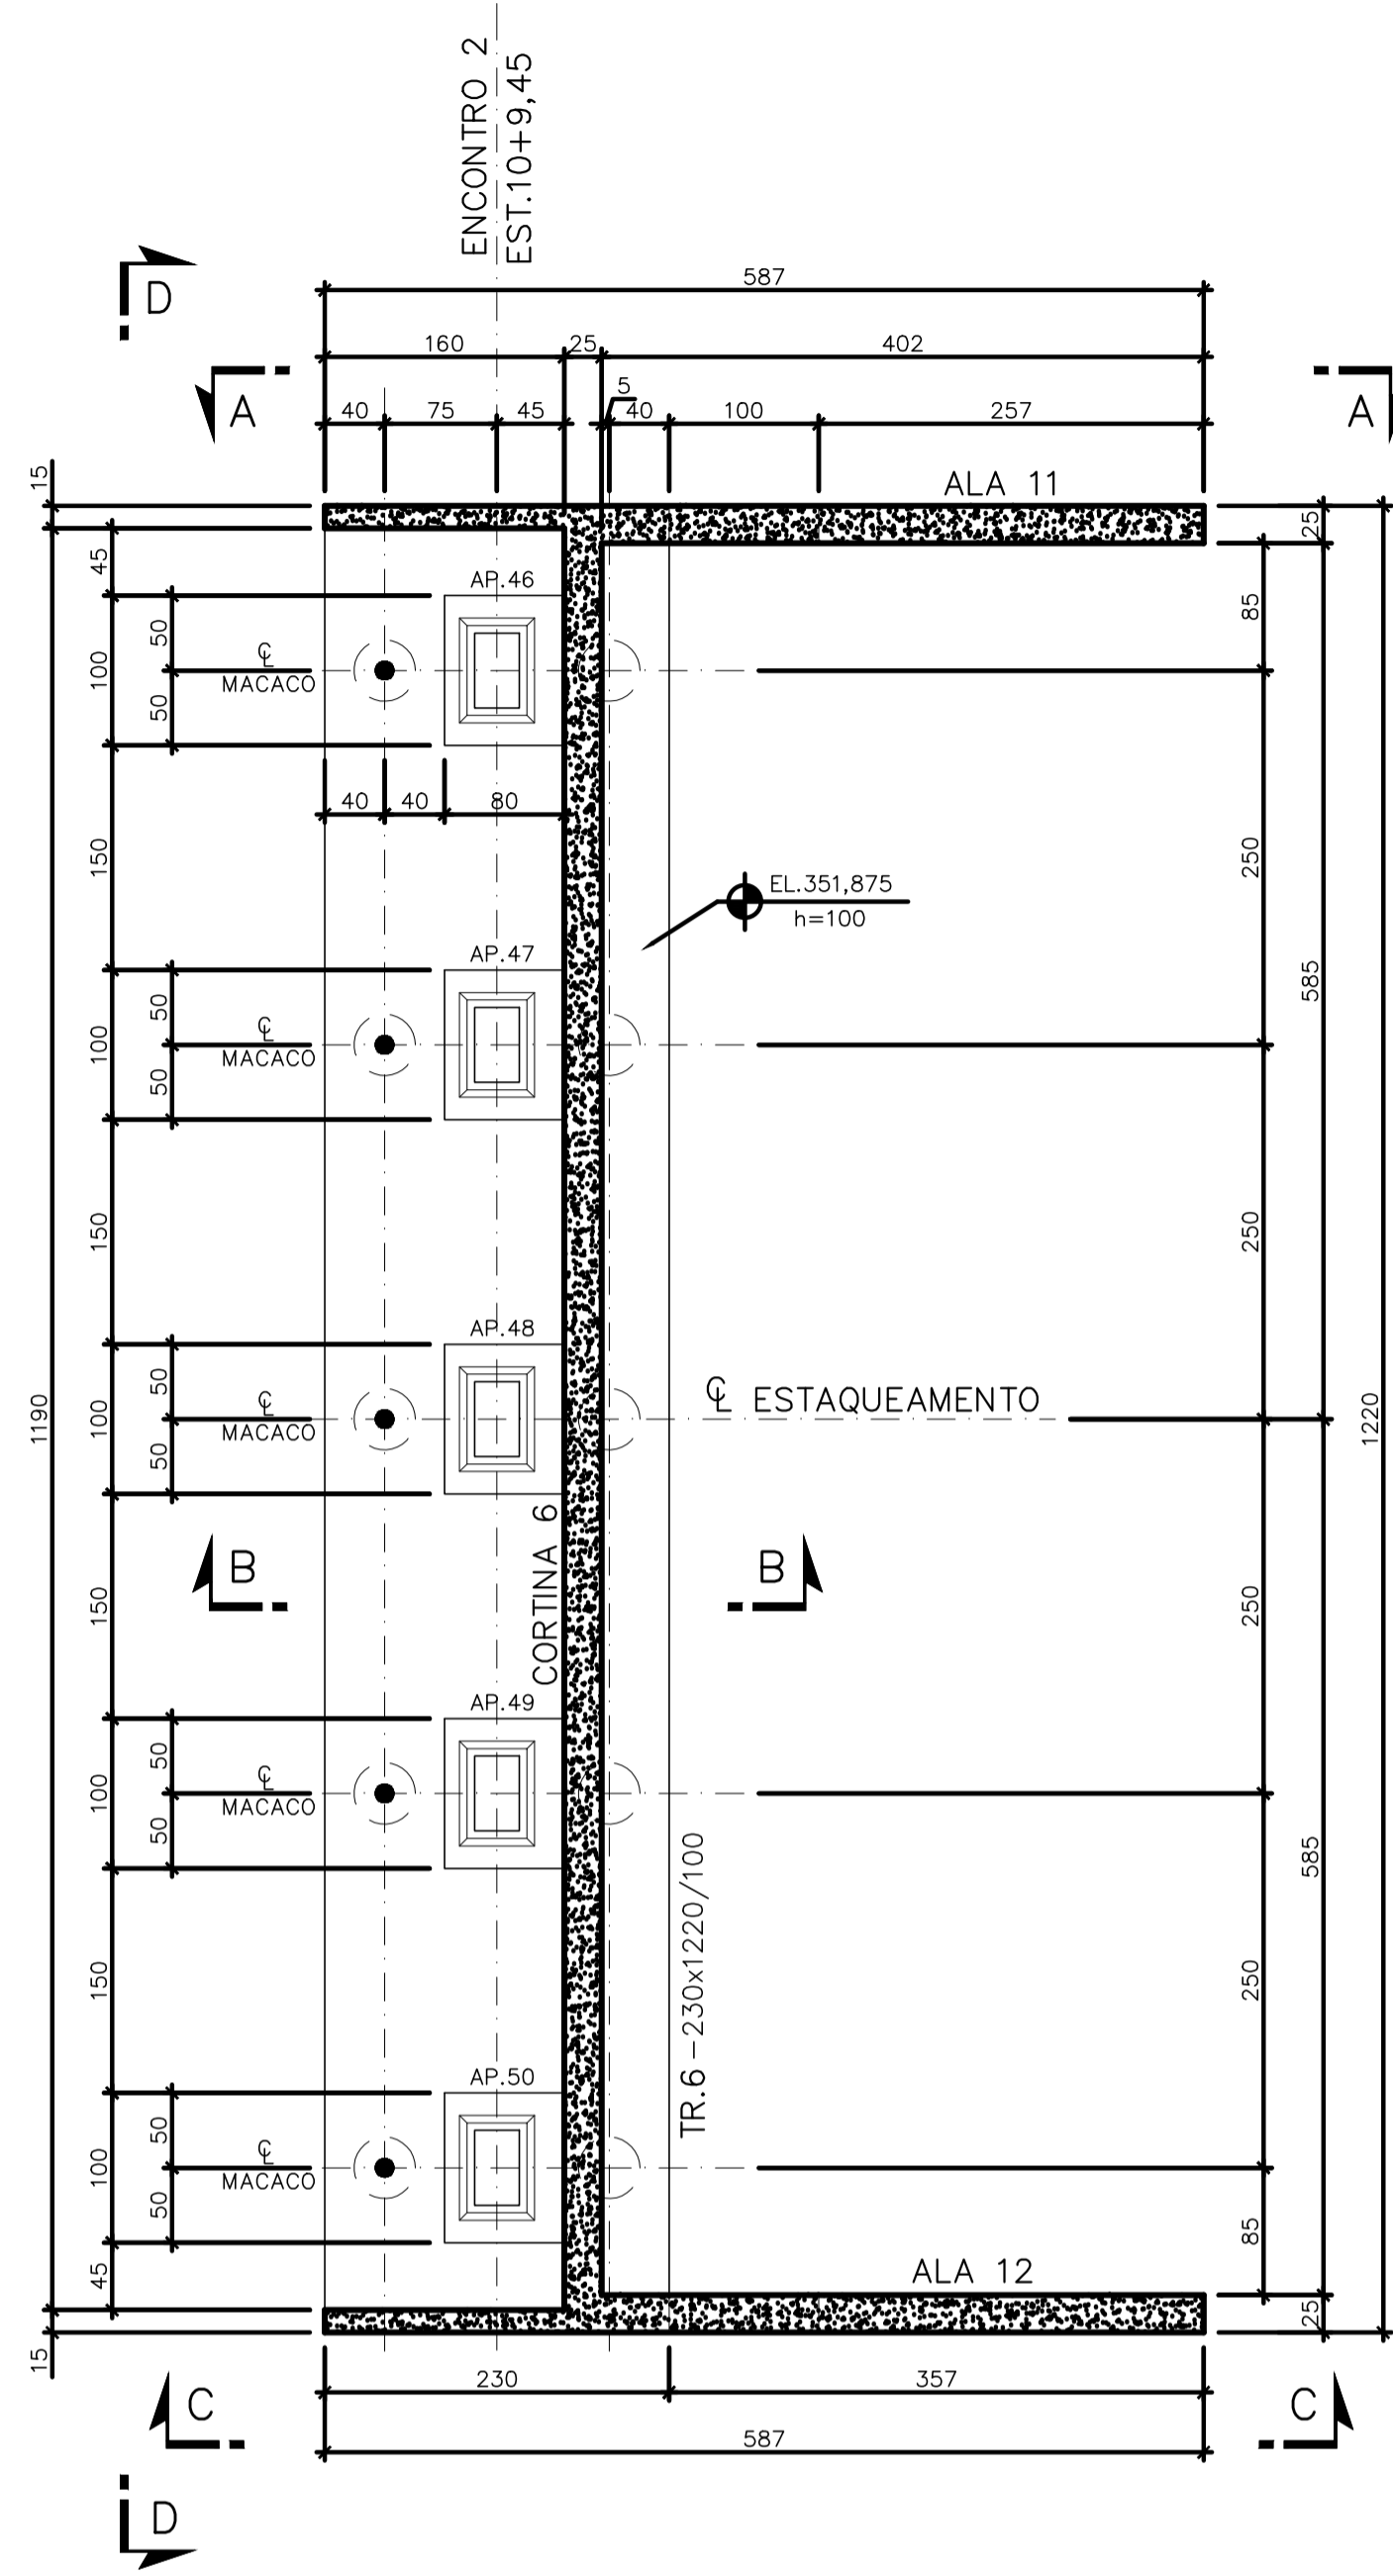 ENCONTRO 2
EST.10+9,45
D
587
160
25
402
A
A
5
40
75
45
40
100
257
ALA 11
15
25
45
AP.46
85
50
100
℄
MACACO
50
40
40
80
150
EL.351,875
h=100
250
AP.47
585
50
100
℄
MACACO
50
150
250
AP.48
50
1190
100
℄
MACACO
℄ ESTAQUEAMENTO
1220
50
CORTINA 6
B
B
150
250
AP.49
50
100
℄
MACACO
50
585
TR.6-230x1220/100
150
250
AP.50
50
100
℄
MACACO
50
85
45
ALA 12
25
15
230
357
C
C
587
D